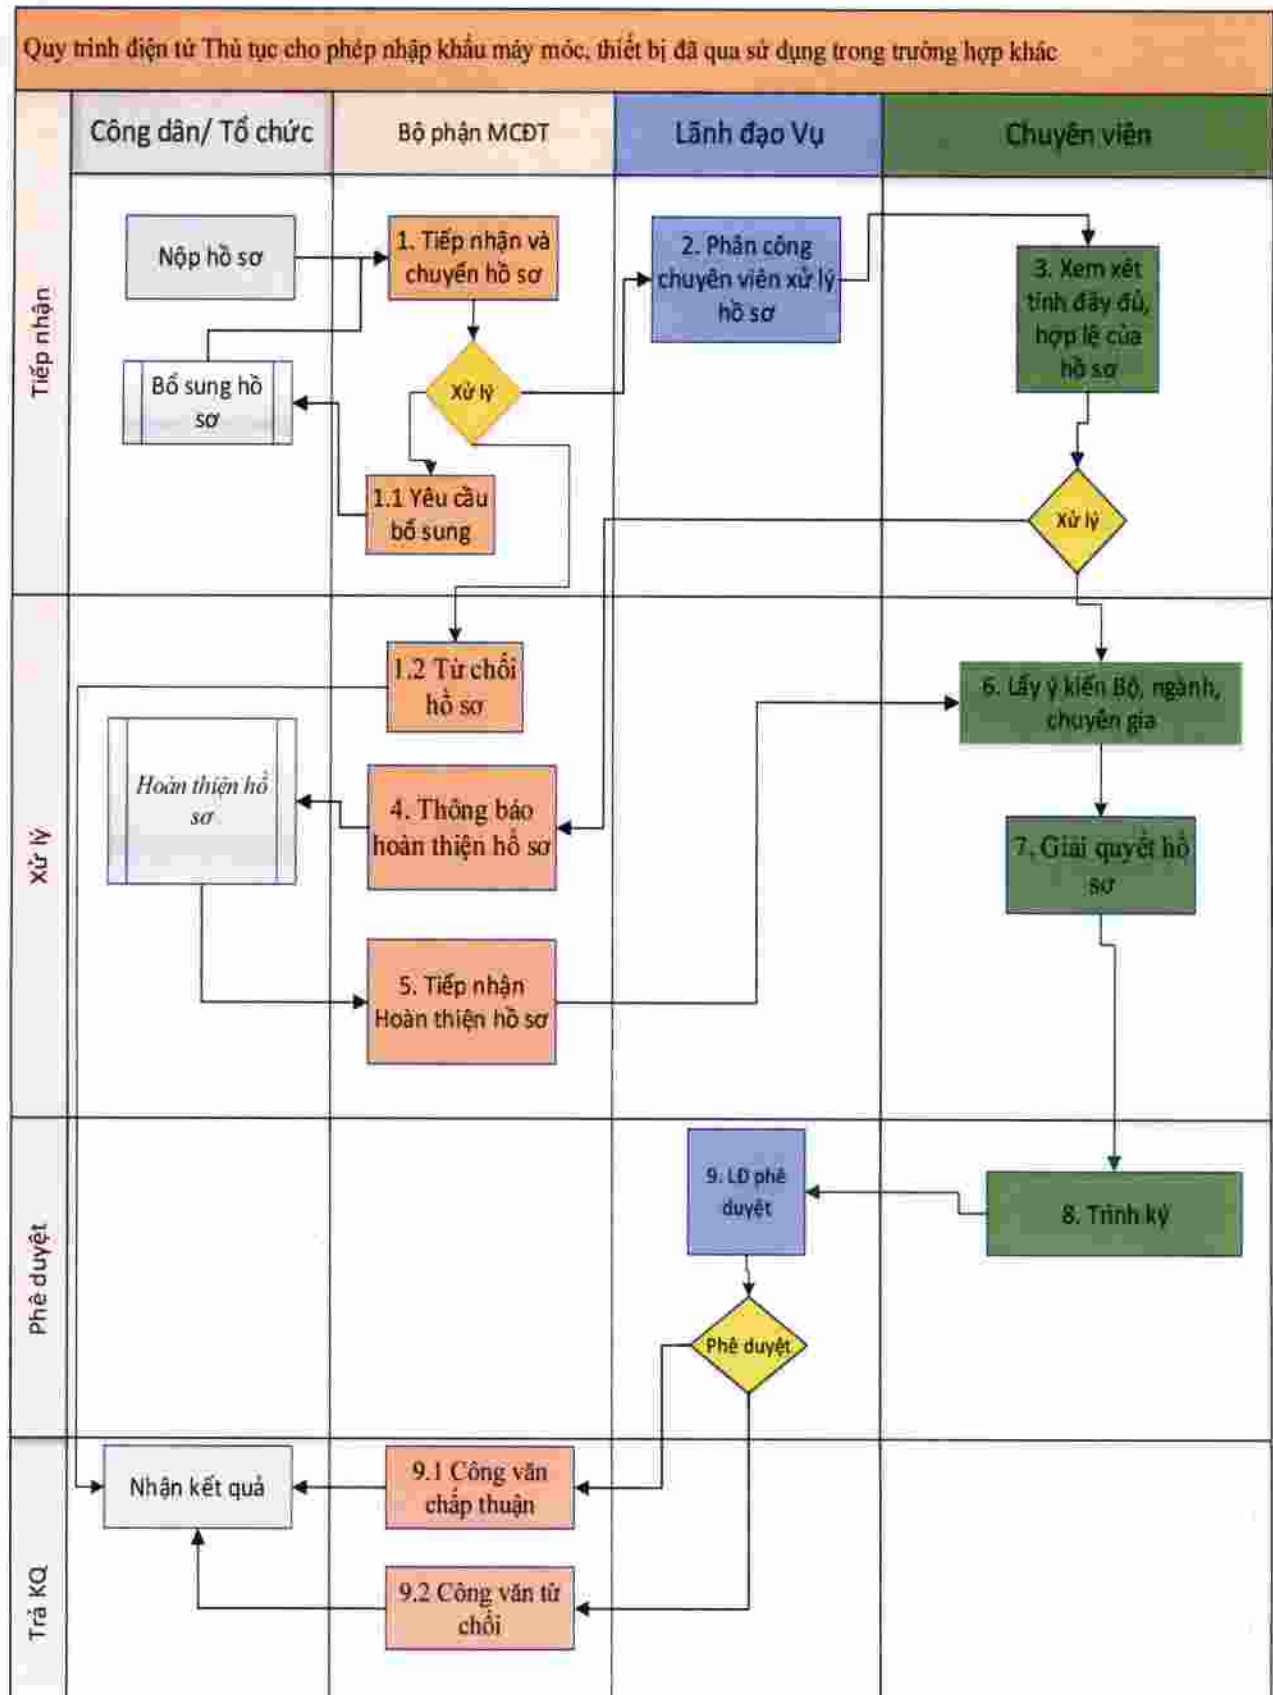 Quy trình điện tử Thủ tục cho phép nhập khẩu máy móc, thiết bị đã qua sử dụng trong trường hợp khác
Công dân/ Tổ chức
Bộ phận MCĐT
Lãnh đạo Vụ
Chuyên viên
Tiếp nhận
Nộp hồ sơ
1. Tiếp nhận và
chuyển hồ sơ
2. Phân công
chuyên viên xử lý
hồ sơ
3. Xem xét
tính đầy đủ,
hợp lệ của
hồ sơ
Bổ sung hồ
sơ
Xử lý
1.1 Yêu cầu
bổ sung
Xử lý
Xử lý
1.2 Từ chối
hồ sơ
6. Lấy ý kiến Bộ, ngành,
chuyên gia
Hoàn thiện hồ
sơ
4. Thông báo
hoàn thiện hồ sơ
7. Giải quyết hồ
sơ
5. Tiếp nhận
Hoàn thiện hồ sơ
Phê duyệt
9. LĐ phê
duyệt
8. Trình ký
Phê duyệt
Trả KQ
Nhận kết quả
9.1 Công văn
chấp thuận
9.2 Công văn từ
chối